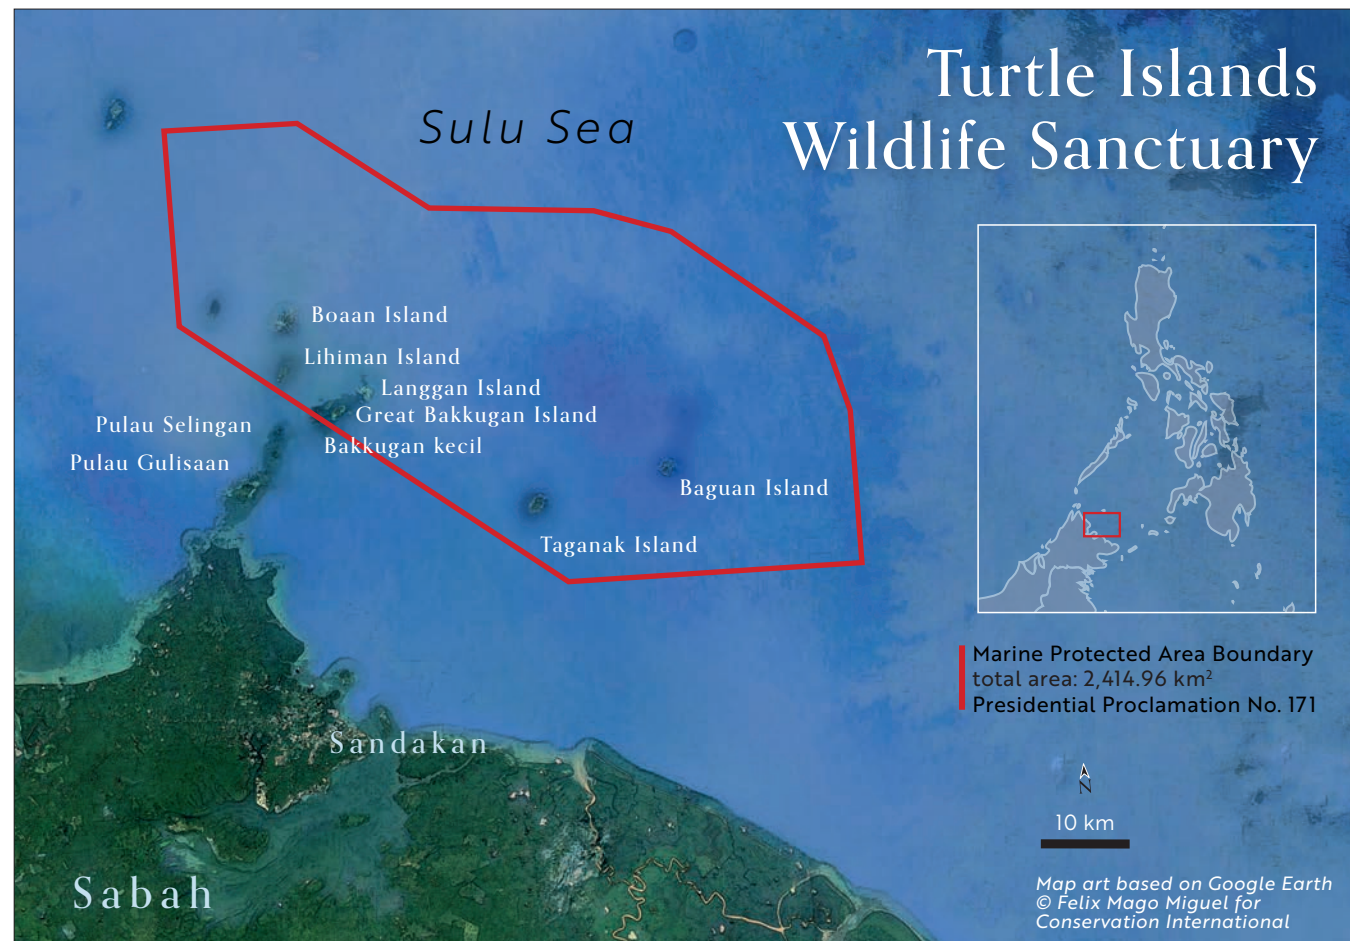 Turtle Islands
Wildlife Sanctuary
Sulu Sea
Boaan Island
Lihiman Island
Langgan Island
Great Bakkugan Island
Pulau Selingan
Bakkugan kecil
Pulau Gulisaan
Baguan Island
Taganak Island
Marine Protected Area Boundary
total area: 2,414.96 km²
Presidential Proclamation No. 171
Sandakan
N
10 km
Sabah
Map art based on Google Earth
© Felix Mago Miguel for
Conservation International